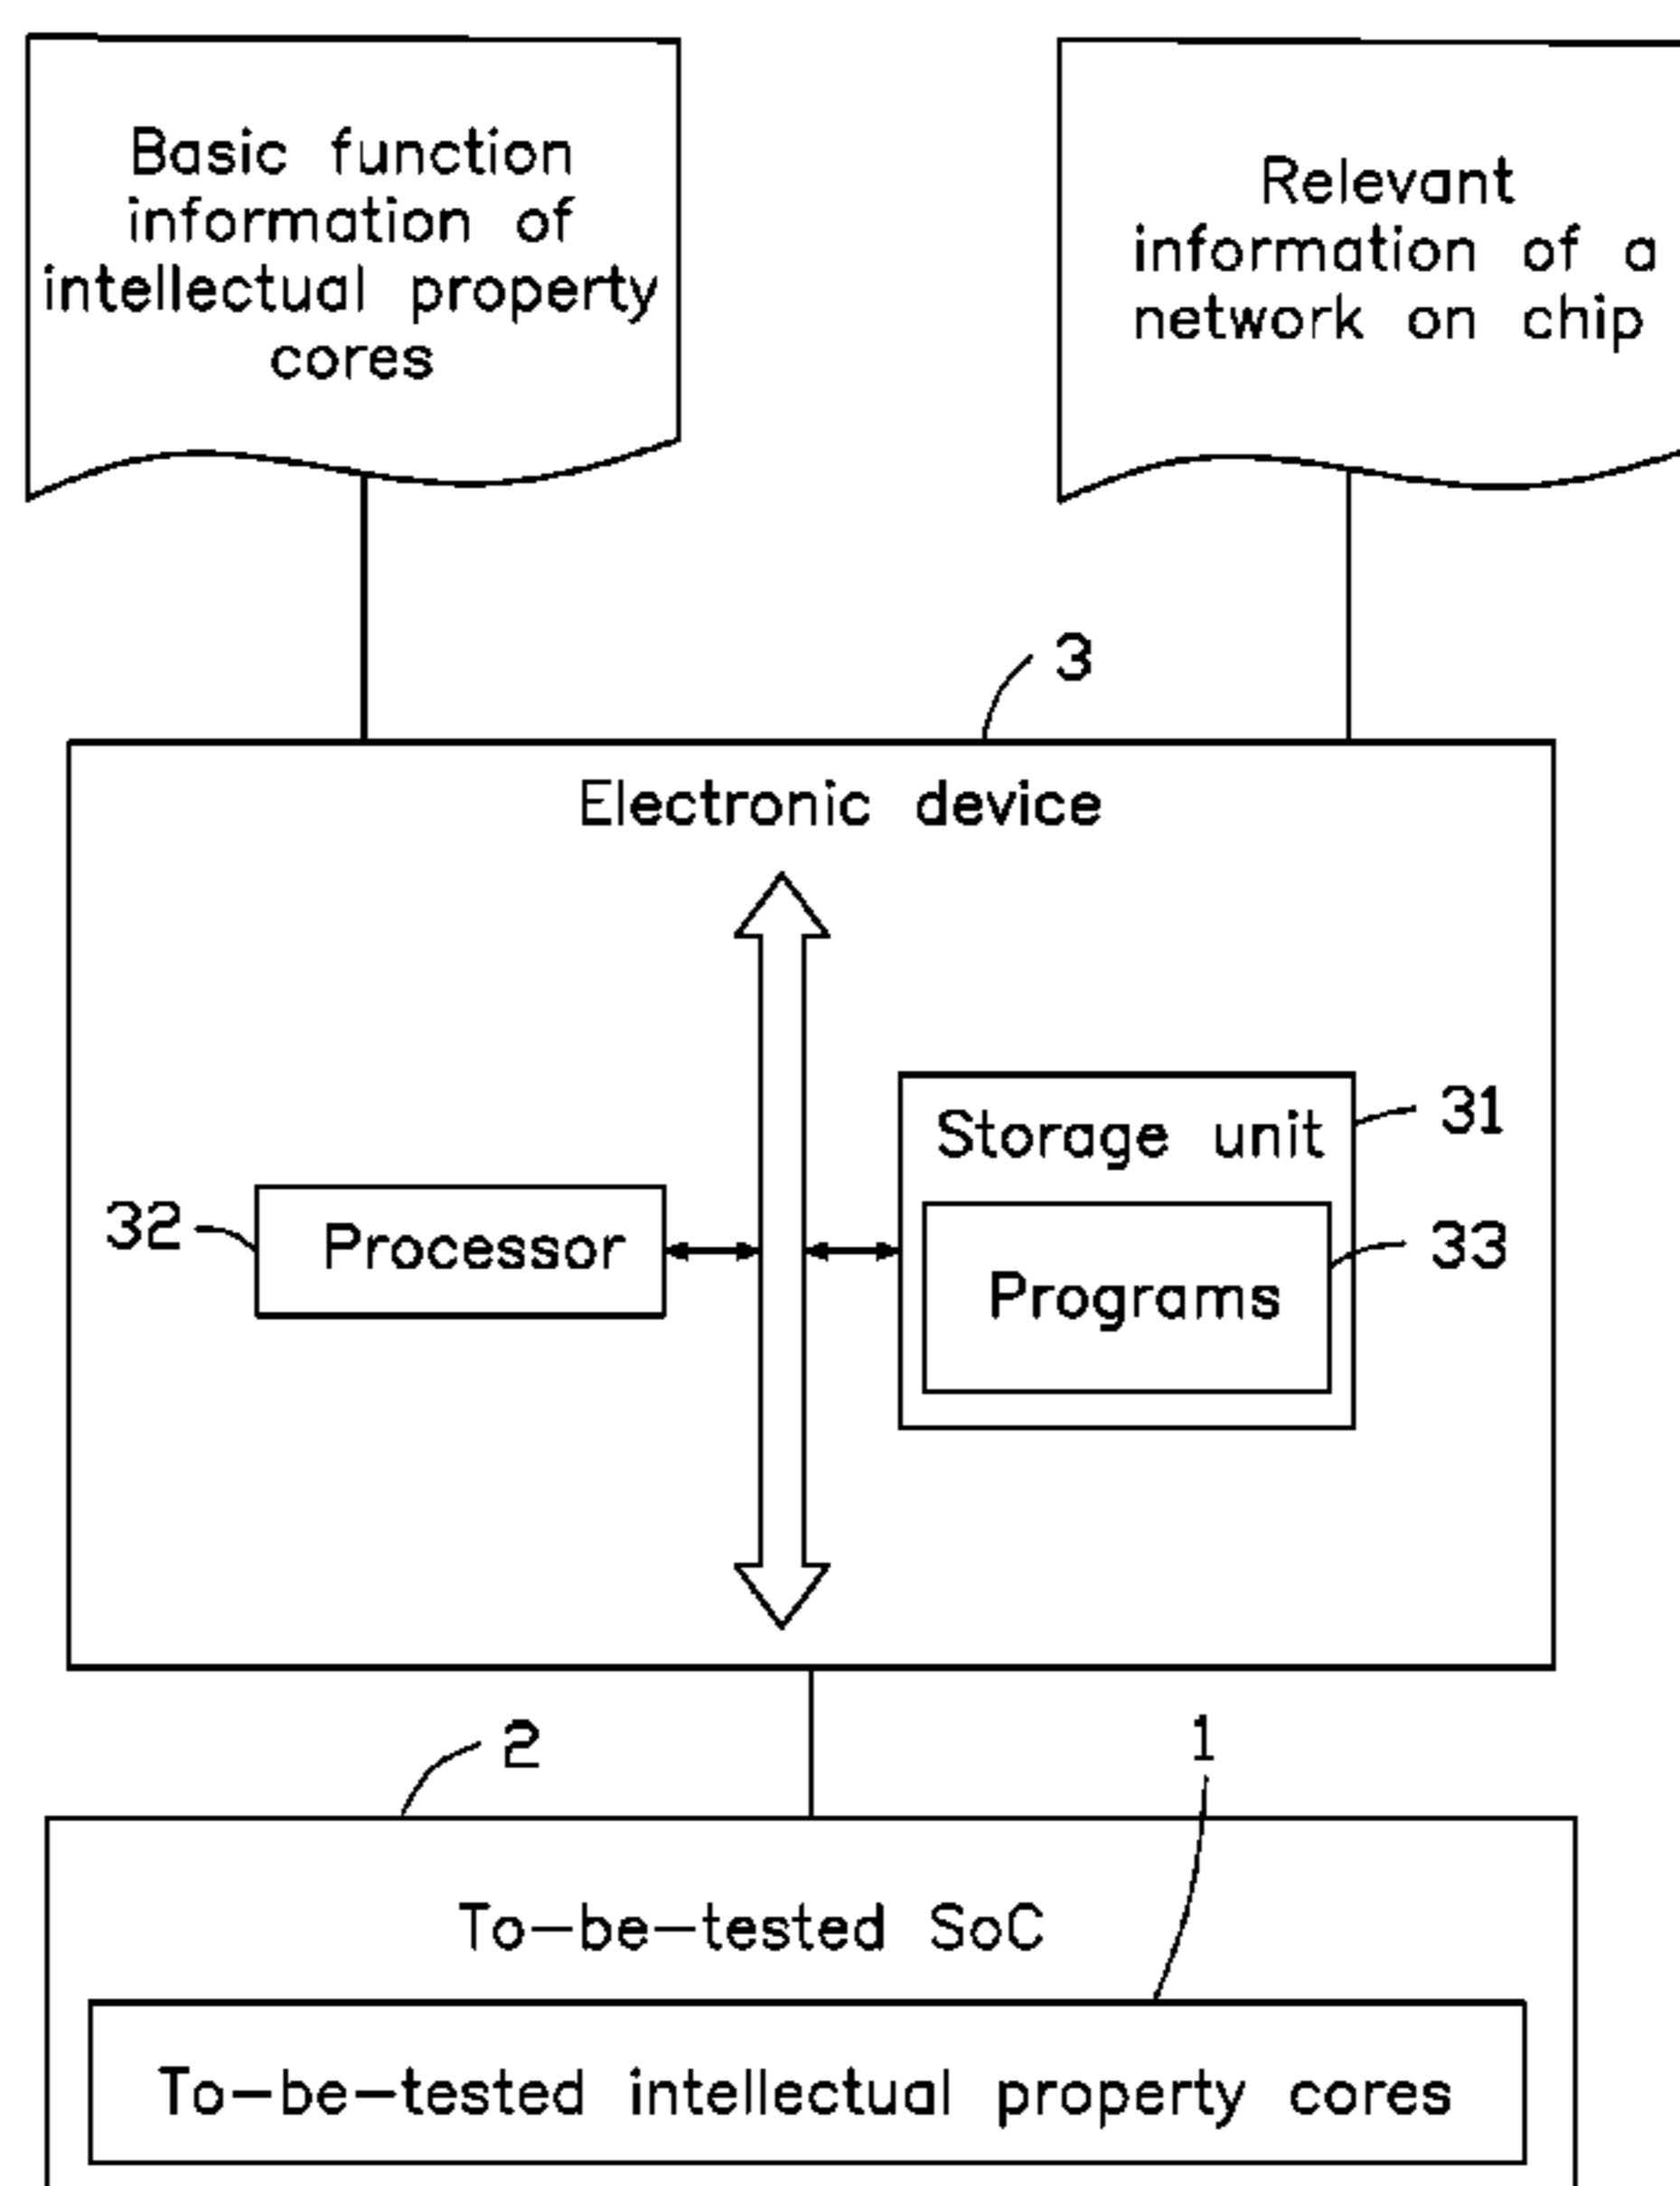 Basic function
information of
intellectual property
cores
Relevant
information of a
network on chip
3
Electronic device
Storage unit
31
32
Processor
Programs
33
2
1
To-be-tested SoC
To-be-tested intellectual property cores